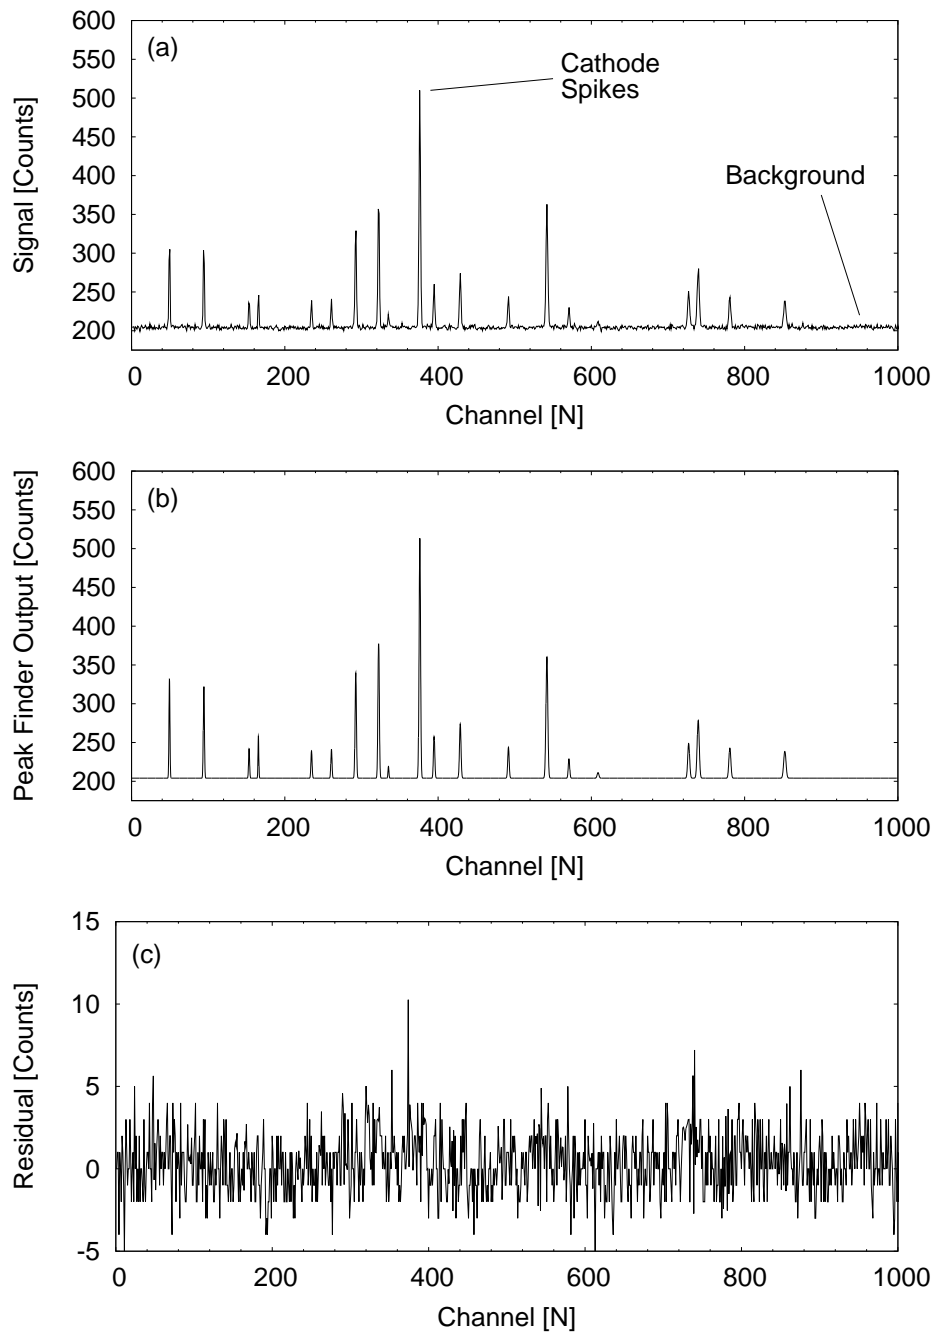 600
550
500
450
400
350
300
250
200
Signal [Counts]
(a)
Cathode
Spikes
Background
0 200 400 600 800 1000
Channel [N]
600
550
500
450
400
350
300
250
200
Peak Finder Output [Counts]
(b)
0 200 400 600 800 1000
Channel [N]
15
10
5
0
-5
Residual [Counts]
(c)
0 200 400 600 800 1000
Channel [N]